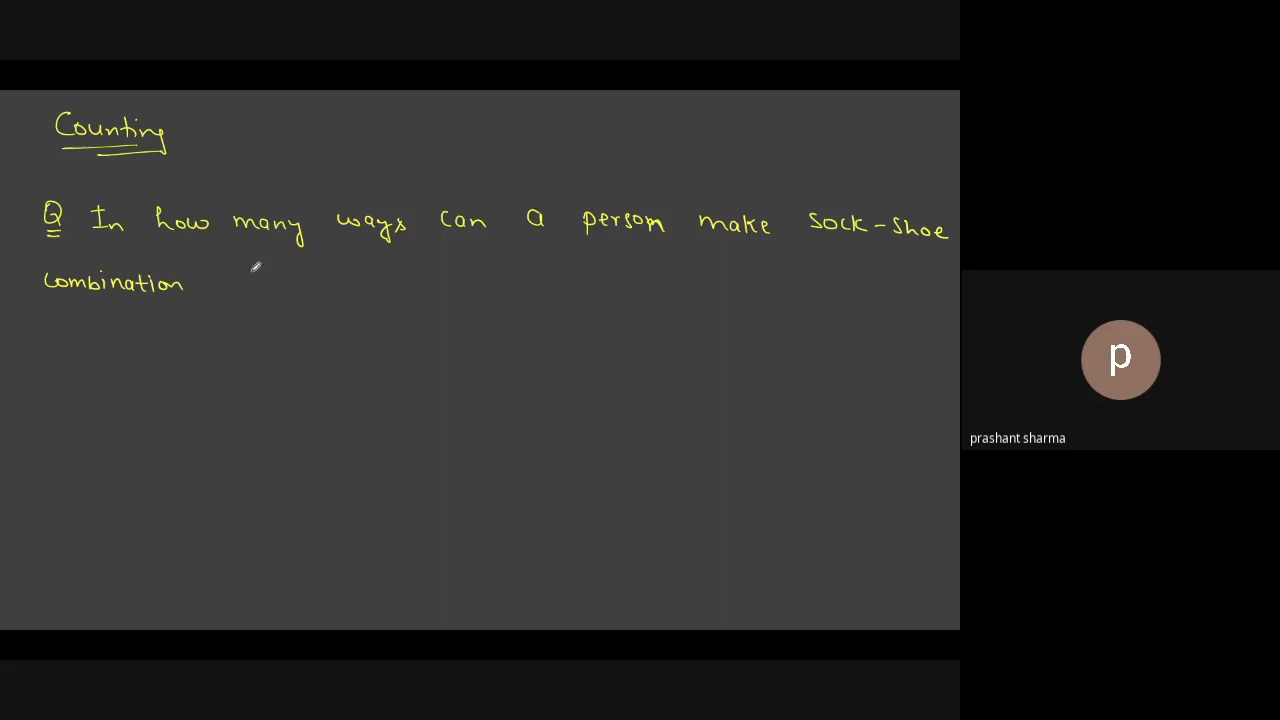 Counting
Q In how many ways can a person make sock-shoe
combination
p
prashant sharma